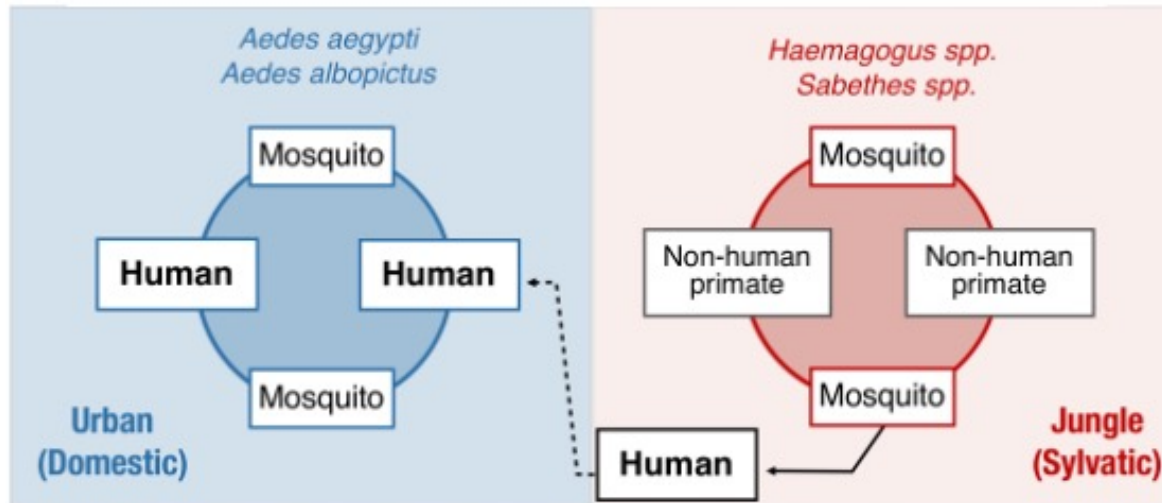 Aedes aegypti
Aedes albopictus
Mosquito
Human
Human
Mosquito
Urban
(Domestic)
Haemagogus spp.
Sabethes spp.
Mosquito
Non-human
primate
Non-human
primate
Mosquito
Human
Jungle
(Sylvatic)